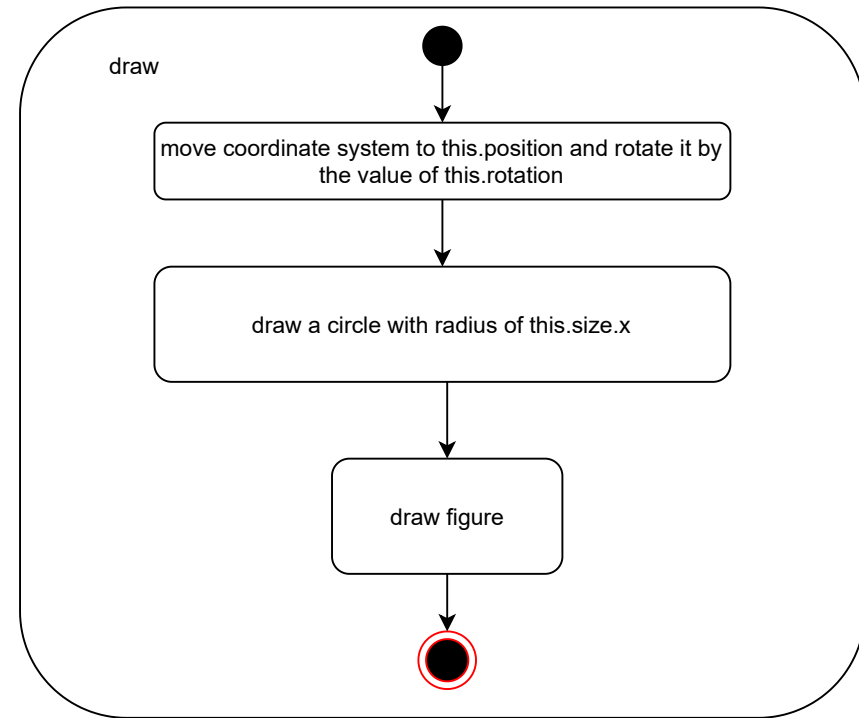 draw
move coordinate system to this.position and rotate it by
the value of this.rotation
draw a circle with radius of this.size.x
draw figure